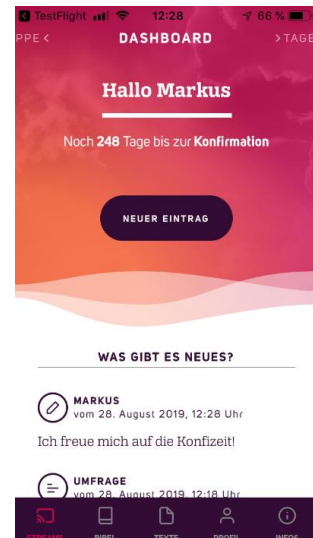 TestFlight 12:28 66 %
PPE < DASHBOARD > TAGE
Hallo Markus
Noch 248 Tage bis zur Konfirmation
NEUER EINTRAG
WAS GIBT ES NEUES?
MARKUS
vom 28. August 2019, 12:28 Uhr
Ich freue mich auf die Konfizeit!
UMFRAGE
vom 28. August 2019, 12:18 Uhr
STREAMS BIBEL TEXTE PROFIL INFOS